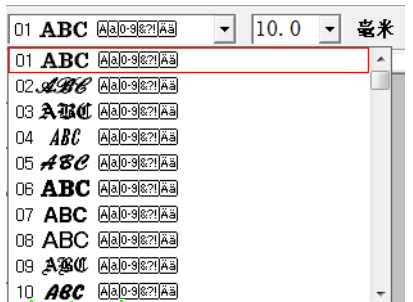 01 ABC Aa0-9&?!Ää 10.0 毫米
01 ABC Aa0-9&?!Ää
02 ABC Aa0-9&?!Ää
03 ABC Aa0-9&?!Ää
04 ABC Aa0-9&?!Ää
05 ABC Aa0-9&?!Ää
06 ABC Aa0-9&?!Ää
07 ABC Aa0-9&?!Ää
08 ABC Aa0-9&?!Ää
09 ABC Aa0-9&?!Ää
10 ABC Aa0-9&?!Ää